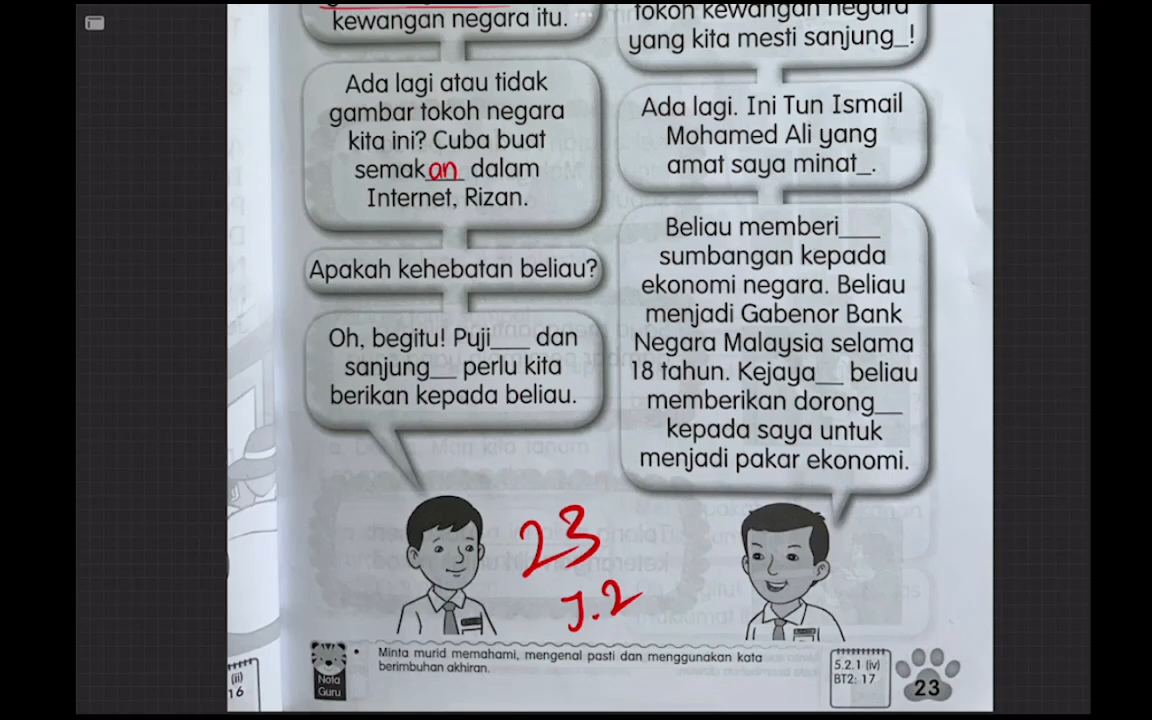 kewangan negara itu.
Ada lagi atau tidak
gambar tokoh negara
kita ini? Cuba buat
semakan dalam
Internet, Rizan.
Apakah kehebatan beliau?
Oh, begitu! Puji___ dan
sanjung__ perlu kita
berikan kepada beliau.
tokoh kewangan negara
yang kita mesti sanjung_!
Ada lagi. Ini Tun Ismail
Mohamed Ali yang
amat saya minat_.
Beliau memberi___
sumbangan kepada
ekonomi negara. Beliau
menjadi Gabenor Bank
Negara Malaysia selama
18 tahun. Kejaya__ beliau
memberikan dorong__
kepada saya untuk
menjadi pakar ekonomi.
23
J.2
Nota
Guru
• Minta murid memahami, mengenal pasti dan menggunakan kata
berimbuhan akhiran.
5.2.1 (iv)
BT2: 17
23
(ii)
16